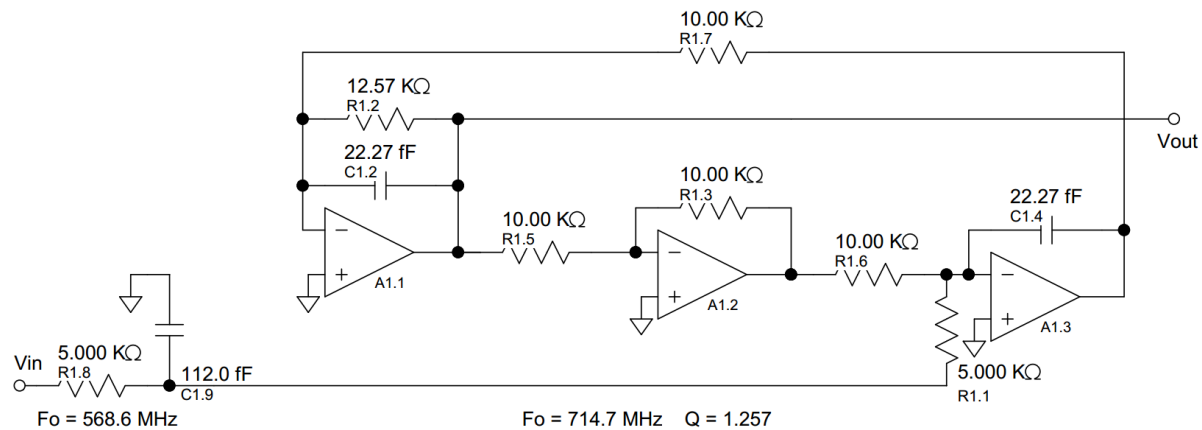 10.00 KΩ
R1.7
12.57 KΩ
R1.2
Vout
22.27 fF
C1.2
10.00 KΩ
R1.3
22.27 fF
C1.4
10.00 KΩ
R1.5
10.00 KΩ
R1.6
−
+
A1.1
−
+
A1.2
−
+
A1.3
Vin
5.000 KΩ
R1.8
112.0 fF
C1.9
5.000 KΩ
R1.1
Fo = 568.6 MHz
Fo = 714.7 MHz Q = 1.257